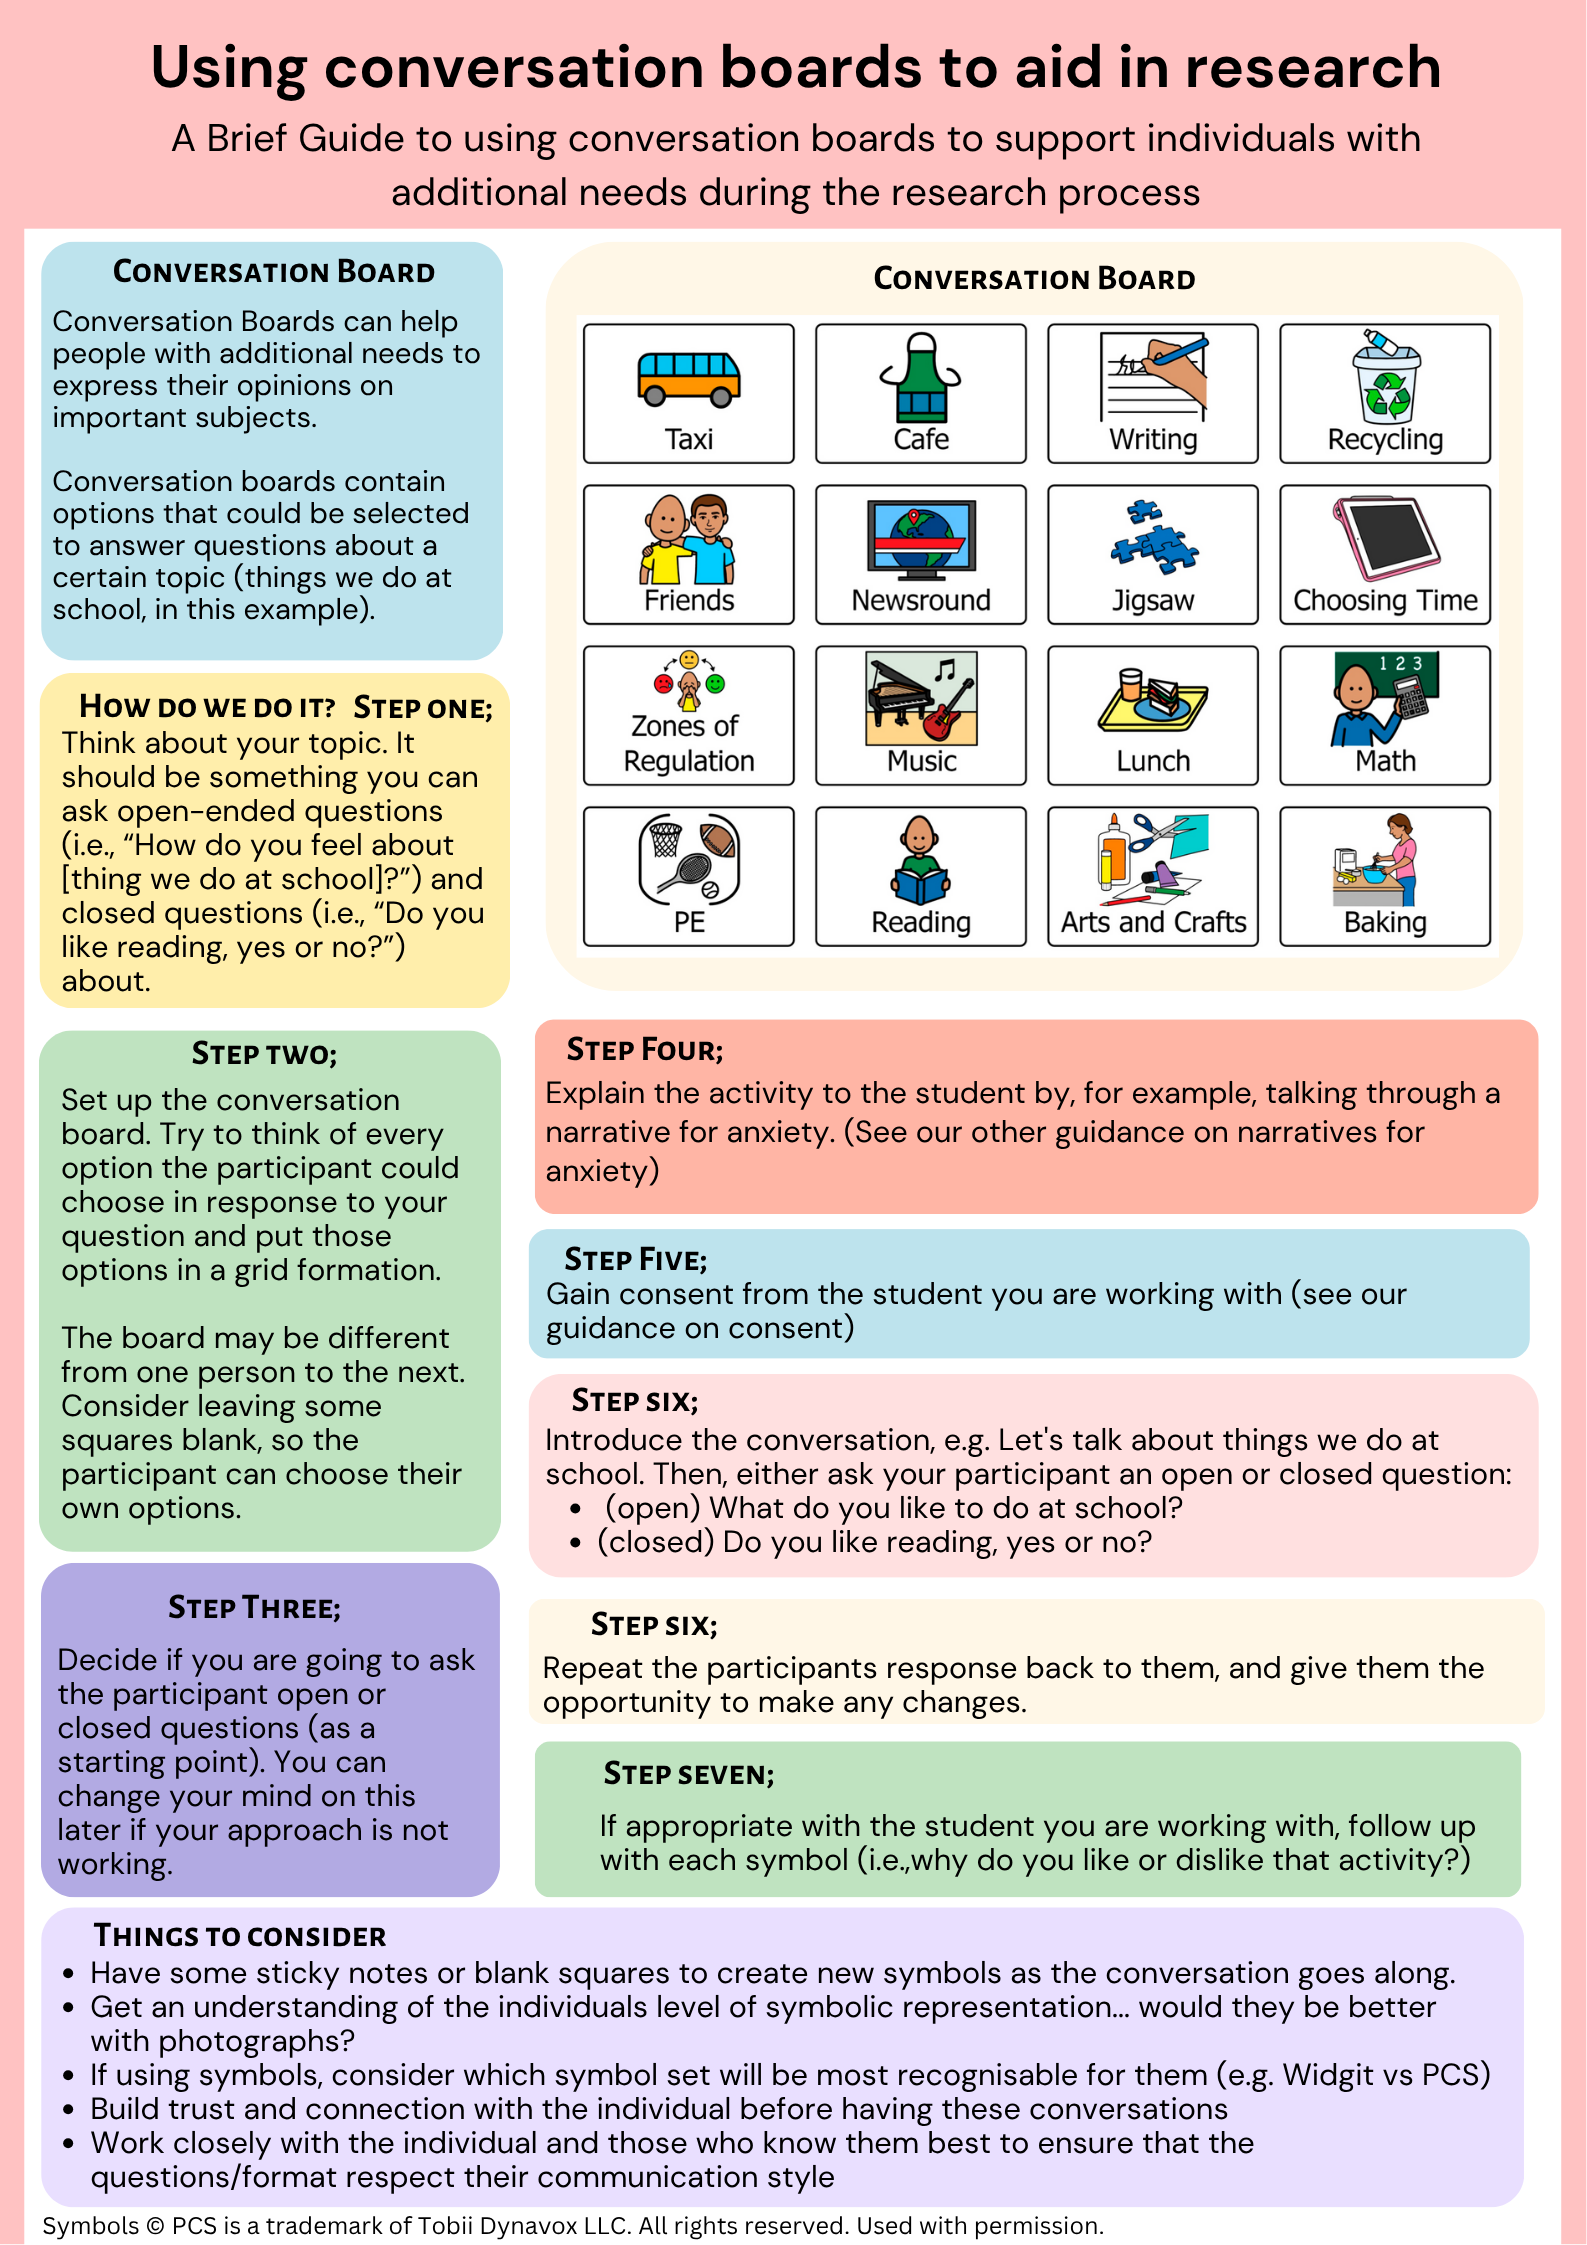 Using conversation boards to aid in research
A Brief Guide to using conversation boards to support individuals with
additional needs during the research process
Conversation Board
Conversation Boards can help
people with additional needs to
express their opinions on
important subjects.
Conversation boards contain
options that could be selected
to answer questions about a
certain topic (things we do at
school, in this example).
How do we do it? Step one;
Think about your topic. It
should be something you can
ask open-ended questions
(i.e., “How do you feel about
[thing we do at school]?”) and
closed questions (i.e., “Do you
like reading, yes or no?”)
about.
Step two;
Set up the conversation
board. Try to think of every
option the participant could
choose in response to your
question and put those
options in a grid formation.
The board may be different
from one person to the next.
Consider leaving some
squares blank, so the
participant can choose their
own options.
Step Three;
Decide if you are going to ask
the participant open or
closed questions (as a
starting point). You can
change your mind on this
later if your approach is not
working.
Conversation Board
Taxi
Cafe
Writing
Recycling
Friends
Newsround
Jigsaw
Choosing Time
Zones of
Regulation
Music
Lunch
1 2 3
Math
PE
Reading
Arts and Crafts
Baking
Step Four;
Explain the activity to the student by, for example, talking through a
narrative for anxiety. (See our other guidance on narratives for
anxiety)
Step Five;
Gain consent from the student you are working with (see our
guidance on consent)
Step six;
Introduce the conversation, e.g. Let's talk about things we do at
school. Then, either ask your participant an open or closed question:
• (open) What do you like to do at school?
• (closed) Do you like reading, yes or no?
Step six;
Repeat the participants response back to them, and give them the
opportunity to make any changes.
Step seven;
If appropriate with the student you are working with, follow up
with each symbol (i.e.,why do you like or dislike that activity?)
Things to consider
• Have some sticky notes or blank squares to create new symbols as the conversation goes along.
• Get an understanding of the individuals level of symbolic representation... would they be better
with photographs?
• If using symbols, consider which symbol set will be most recognisable for them (e.g. Widgit vs PCS)
• Build trust and connection with the individual before having these conversations
• Work closely with the individual and those who know them best to ensure that the
questions/format respect their communication style
Symbols © PCS is a trademark of Tobii Dynavox LLC. All rights reserved. Used with permission.